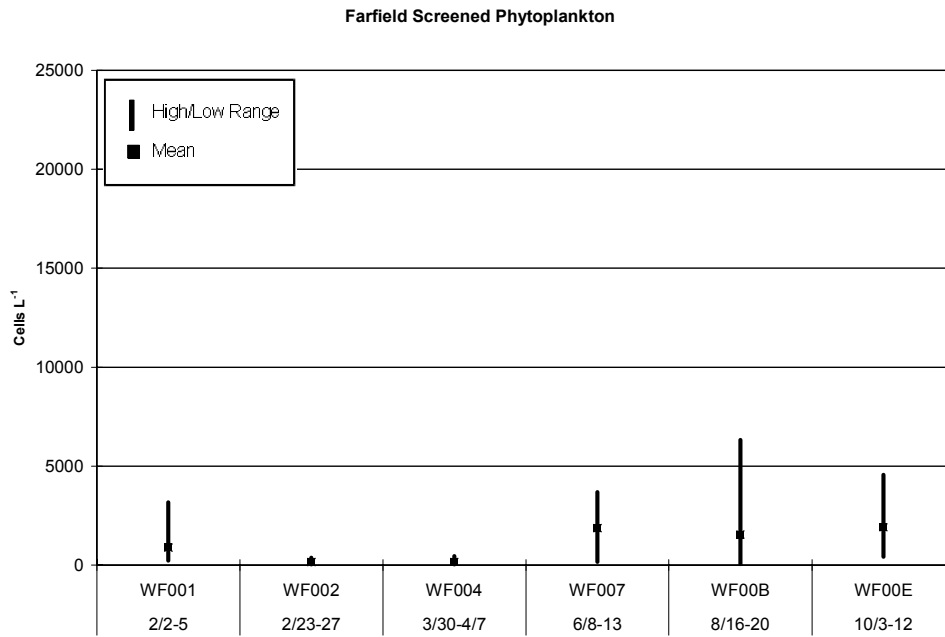 Farfield Screened Phytoplankton
25000
High/Low Range
Mean
20000
15000
Cells L-1
10000
5000
0
WF001 WF002 WF004 WF007 WF00B WF00E
2/2-5 2/23-27 3/30-4/7 6/8-13 8/16-20 10/3-12